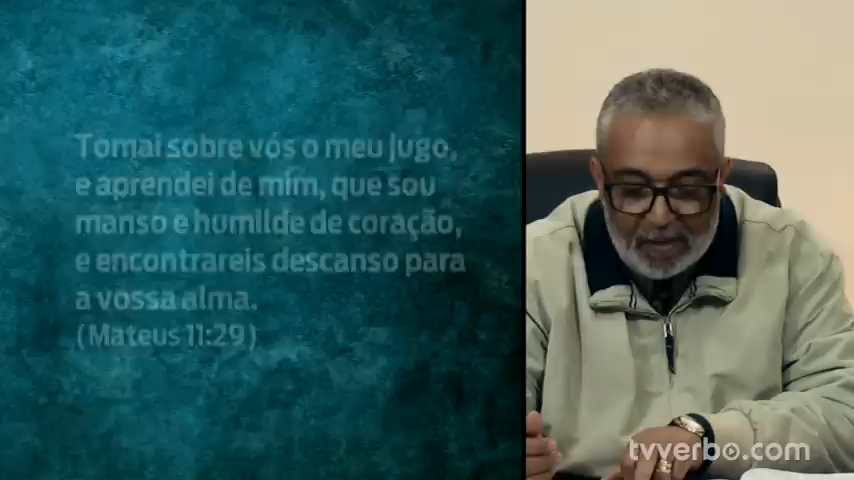 Tomai sobre vós o meu jugo,
e aprendei de mim, que sou
manso e humilde de coração,
e encontrareis descanso para
a vossa alma.
(Mateus 11:29)
tvverbo.com